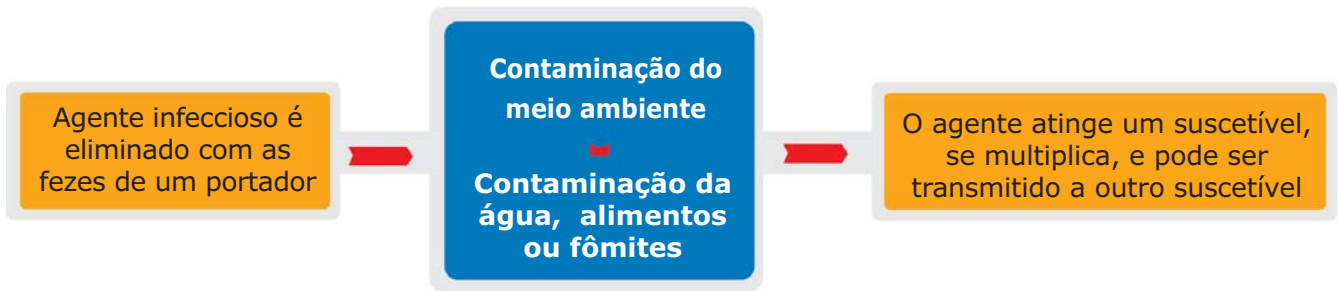 Agente infeccioso é
eliminado com as
fezes de um portador
Contaminação do
meio ambiente
Contaminação da
água, alimentos
ou fômites
O agente atinge um suscetível,
se multiplica, e pode ser
transmitido a outro suscetível